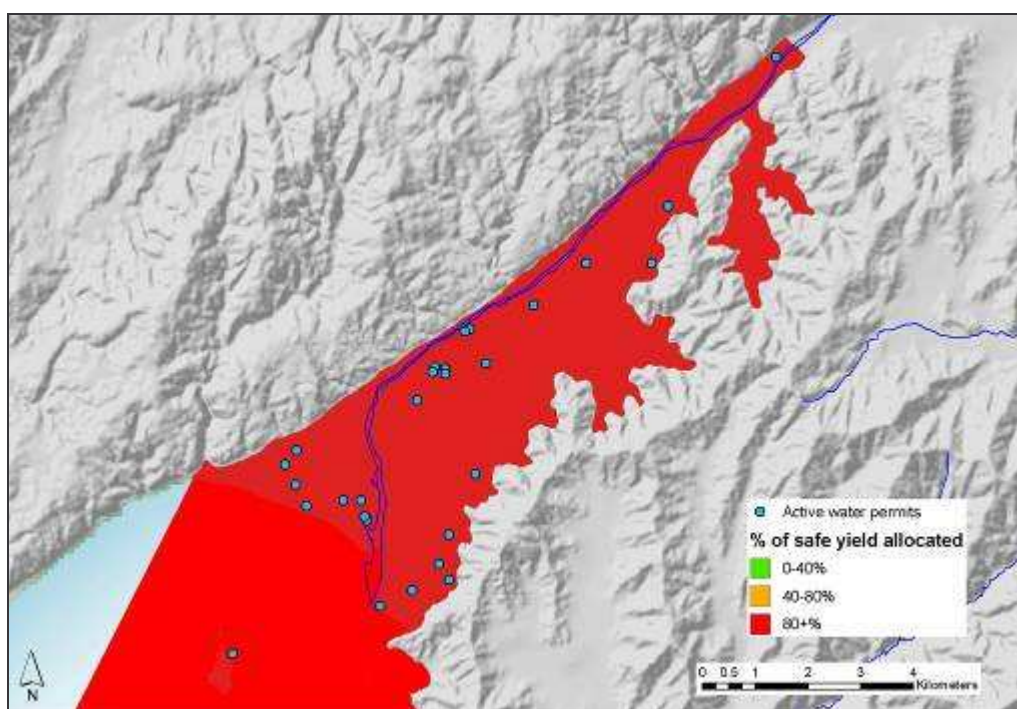 Active water permits
% of safe yield allocated
0-40%
40-80%
80+%
N
0 0.5 1 2 3 4
Kilometers